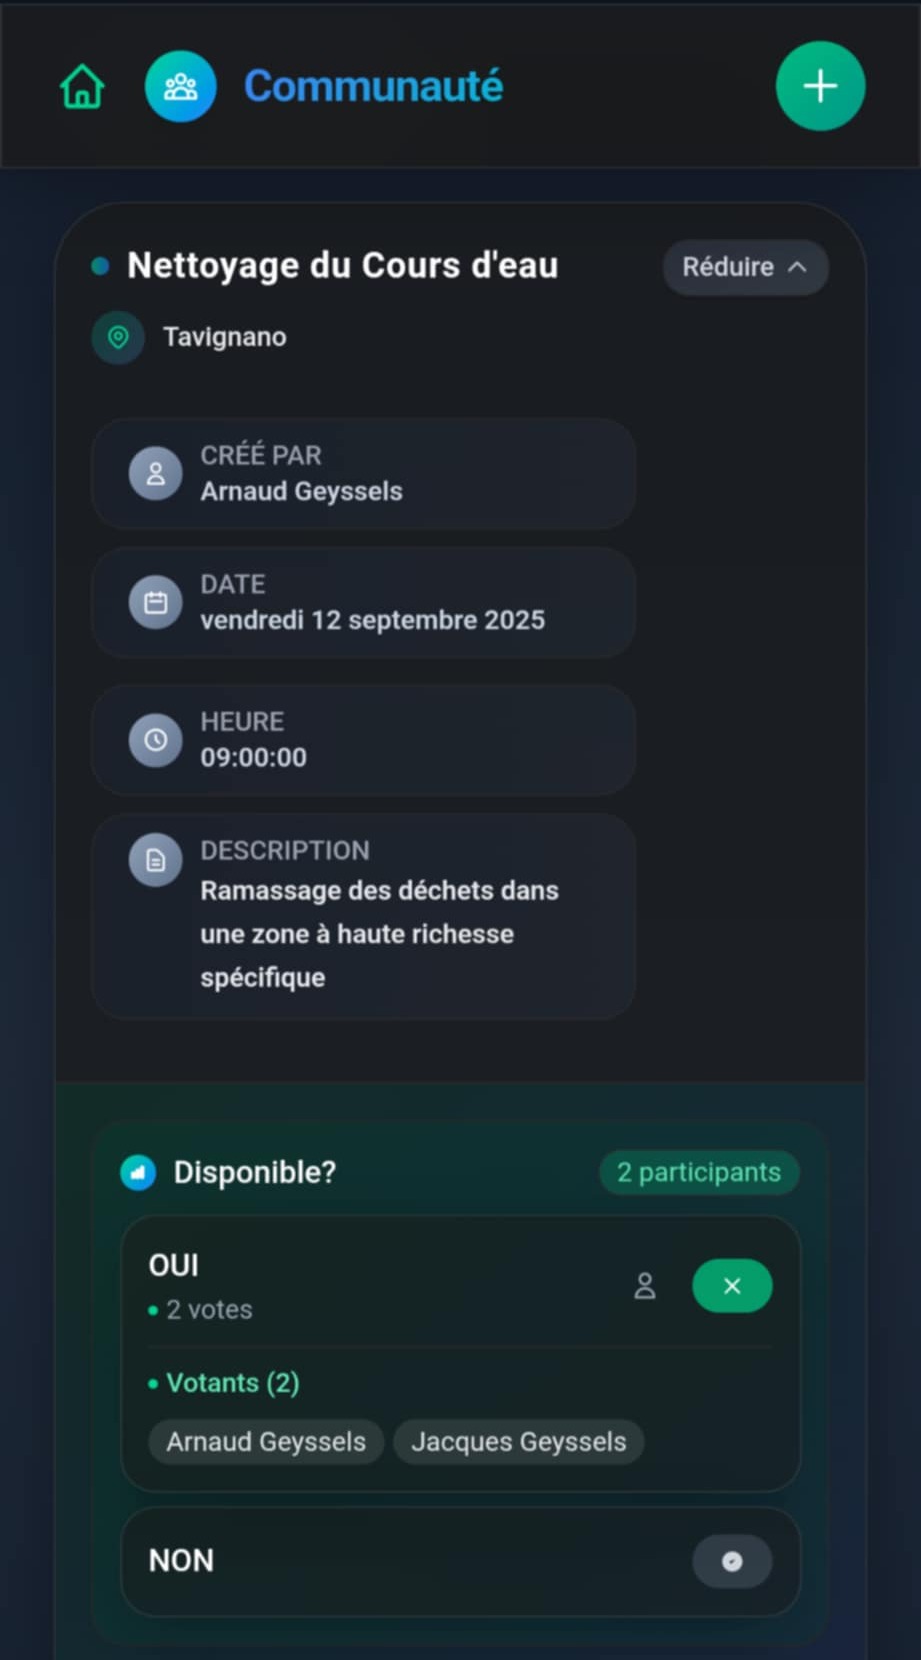 Communauté
Nettoyage du Cours d'eau
Réduire
Tavignano
CRÉÉ PAR
Arnaud Geyssels
DATE
vendredi 12 septembre 2025
HEURE
09:00:00
DESCRIPTION
Ramassage des déchets dans
une zone à haute richesse
spécifique
Disponible?
2 participants
OUI
2 votes
Votants (2)
Arnaud Geyssels
Jacques Geyssels
NON